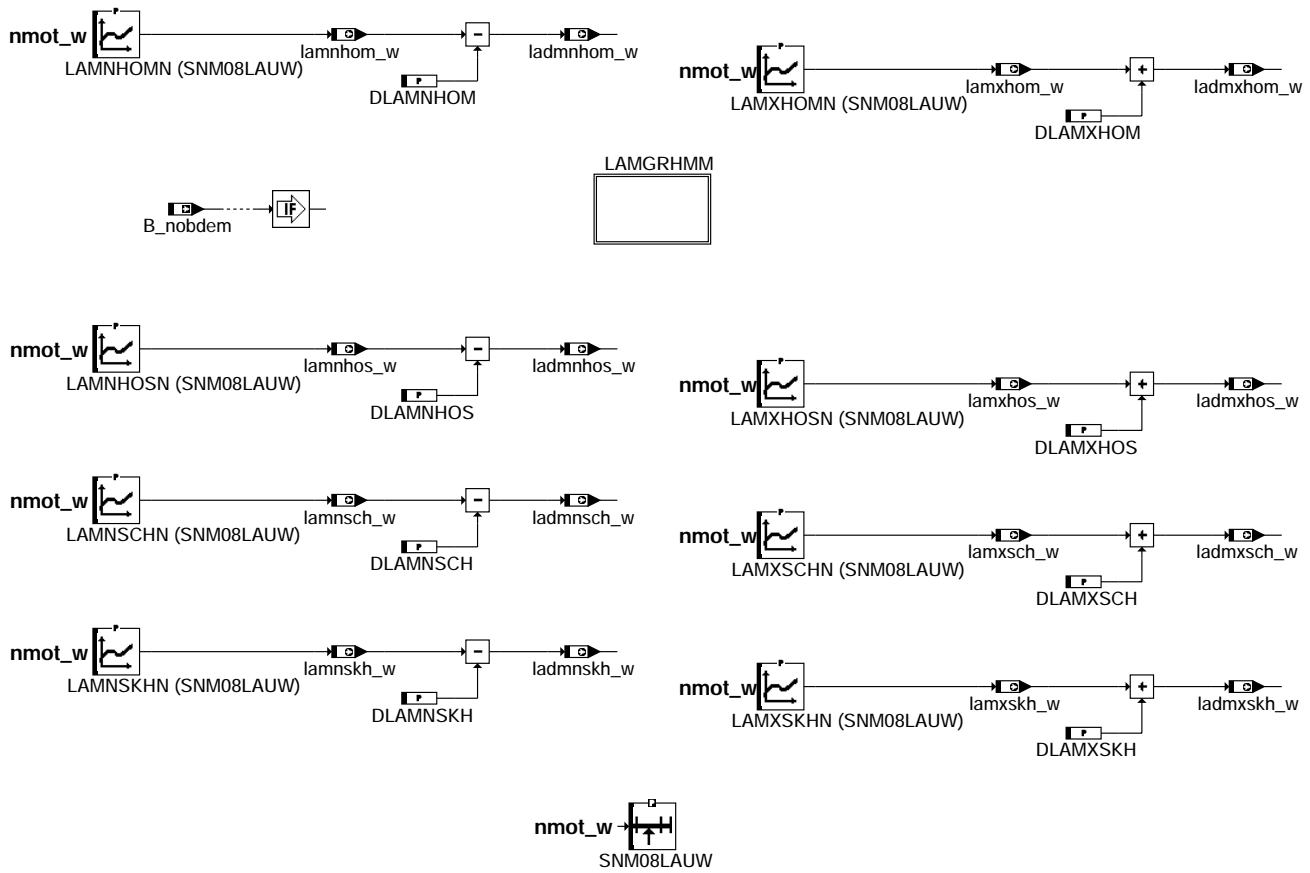 nmot_w
P
lamnhom_w
-
ladmnhom_w
LAMNHOMN (SNM08LAUW)
P
DLAMNHOM
nmot_w
P
lamxhom_w
+
ladmxhom_w
LAMXHOMN (SNM08LAUW)
P
DLAMXHOM
LAMGRHMM
B_nobdem
IF
nmot_w
P
lamnhos_w
-
ladmnhos_w
LAMNHOSN (SNM08LAUW)
P
DLAMNHOS
nmot_w
P
lamxhos_w
+
ladmxhos_w
LAMXHOSN (SNM08LAUW)
P
DLAMXHOS
nmot_w
P
lamnsch_w
-
ladmnsch_w
LAMNSCHN (SNM08LAUW)
P
DLAMNSCH
nmot_w
P
lamxsch_w
+
ladmxsch_w
LAMXSCHN (SNM08LAUW)
P
DLAMXSCH
nmot_w
P
lamnskh_w
-
ladmnskh_w
LAMNSKHN (SNM08LAUW)
P
DLAMNSKH
nmot_w
P
lamxskh_w
+
ladmxskh_w
LAMXSKHN (SNM08LAUW)
P
DLAMXSKH
nmot_w
SNM08LAUW